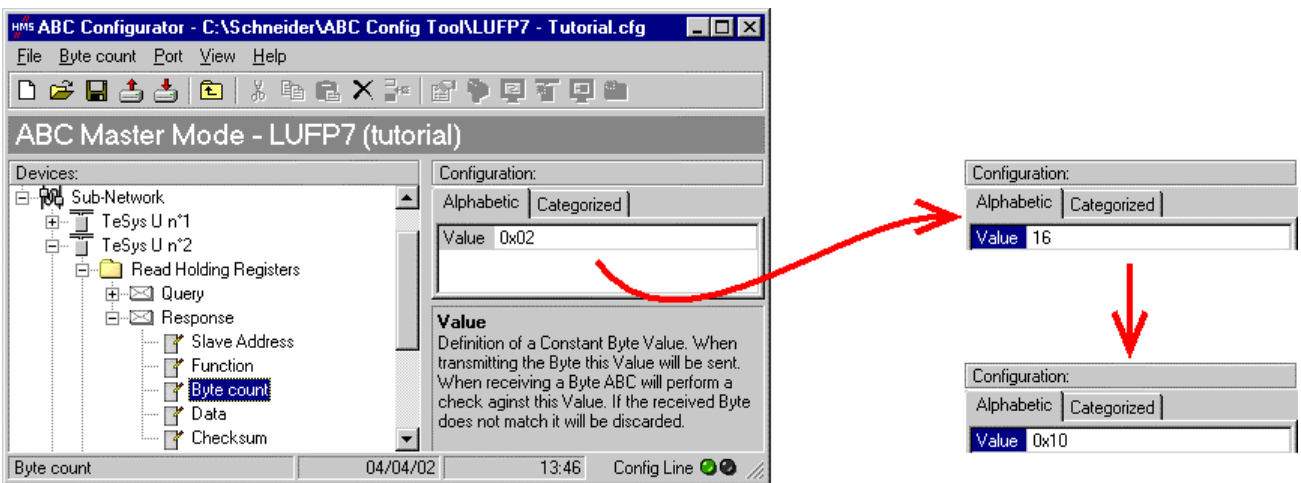 HMS ABC Configurator - C:\Schneider\ABC Config Tool\LUFP7 - Tutorial.cfg
File Byte count Port View Help
ABC Master Mode - LUFP7 (tutorial)
Devices:
Sub-Network
TeSys U n°1
TeSys U n°2
Read Holding Registers
Query
Response
Slave Address
Function
Byte count
Data
Checksum
Configuration:
Alphabetic Categorized
Value 0x02
Value
Definition of a Constant Byte Value. When
transmitting the Byte this Value will be sent.
When receiving a Byte ABC will perform a
check aginst this Value. If the received Byte
does not match it will be discarded.
Byte count 04/04/02 13:46 Config Line
Configuration:
Alphabetic Categorized
Value 16
Configuration:
Alphabetic Categorized
Value 0x10